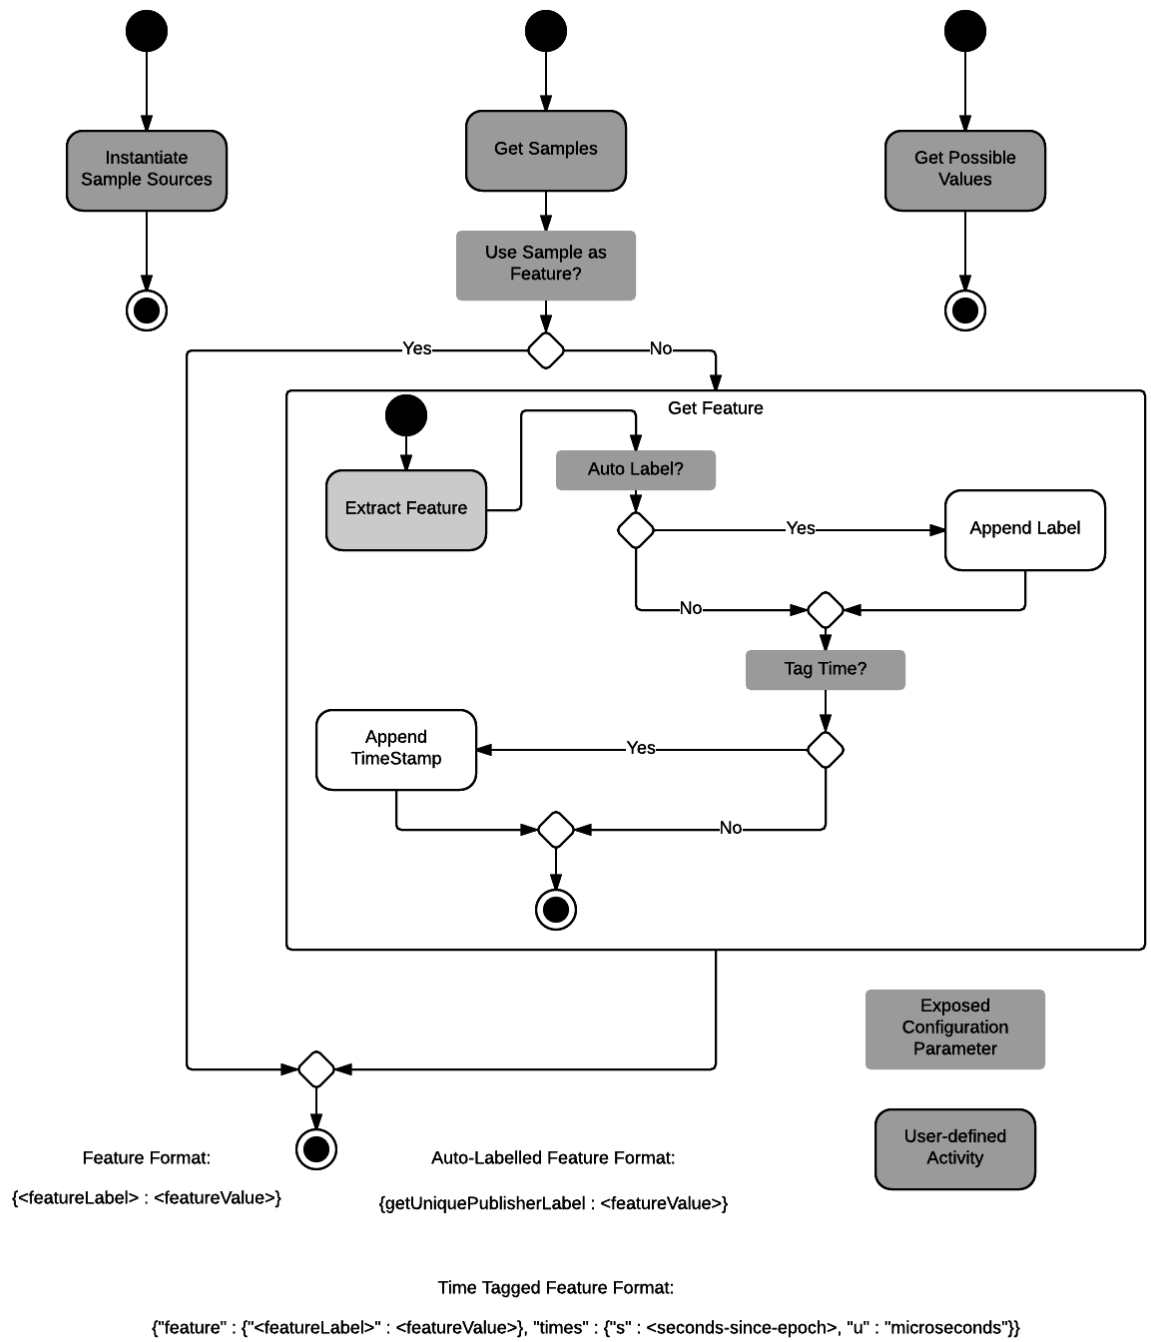 Instantiate
Sample Sources
Get Samples
Get Possible
Values
Use Sample as
Feature?
Yes
No
Get Feature
Auto Label?
Extract Feature
Yes
Append Label
No
Tag Time?
Append
TimeStamp
Yes
No
Exposed
Configuration
Parameter
User-defined
Activity
Feature Format:
{<featureLabel> : <featureValue>}
Auto-Labelled Feature Format:
{getUniquePublisherLabel : <featureValue>}
Time Tagged Feature Format:
{"feature" : {"<featureLabel>" : <featureValue>}, "times" : {"s" : <seconds-since-epoch>, "u" : "microseconds"}}